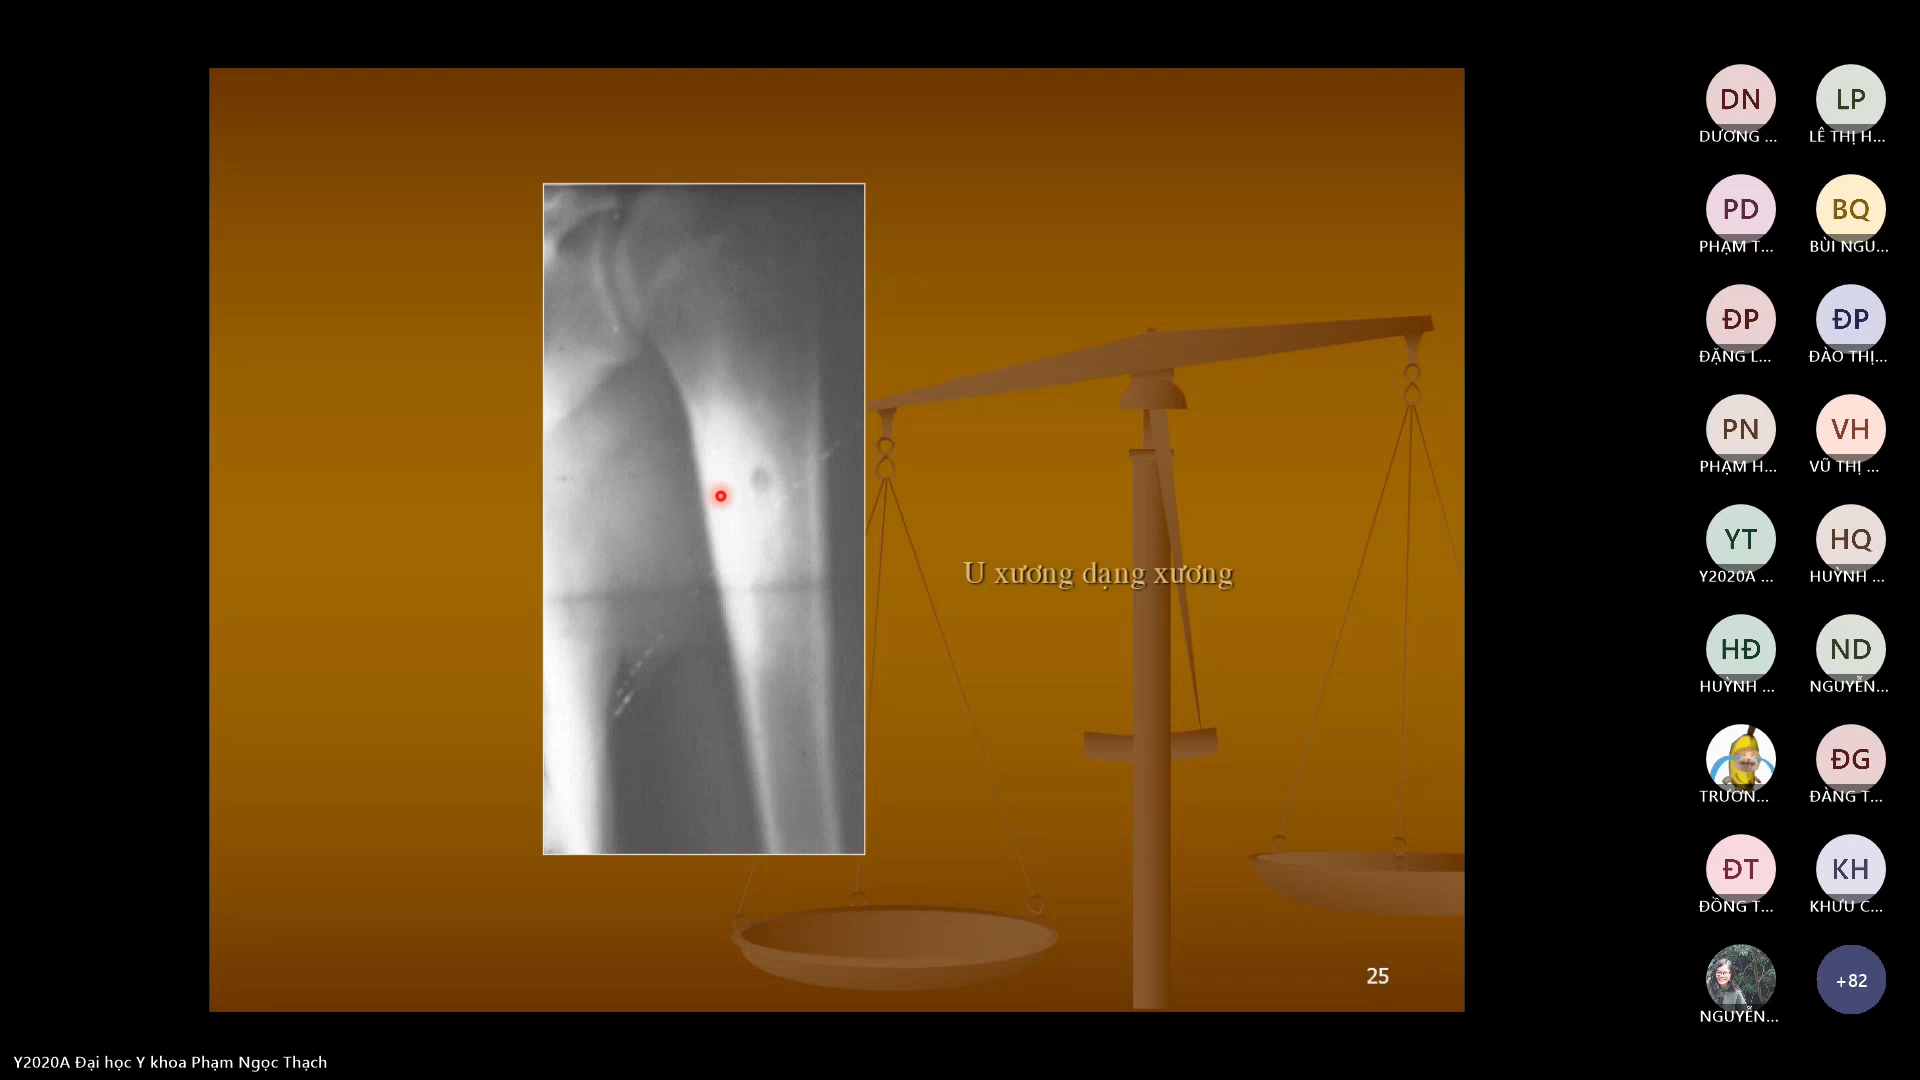 U xương dạng xương
25
DN
DƯƠNG ...
LP
LÊ THỊ H...
PD
PHẠM T...
BQ
BÙI NGU...
ĐP
ĐẶNG L...
ĐP
ĐÀO THỊ...
PN
PHẠM H...
VH
VŨ THỊ ...
YT
Y2020A ...
HQ
HUỲNH ...
HĐ
HUỲNH ...
ND
NGUYỄN...
TRƯƠN...
ĐG
ĐÀNG T...
ĐT
ĐỒNG T...
KH
KHƯU C...
NGUYỄN...
+82
Y2020A Đại học Y khoa Phạm Ngọc Thạch